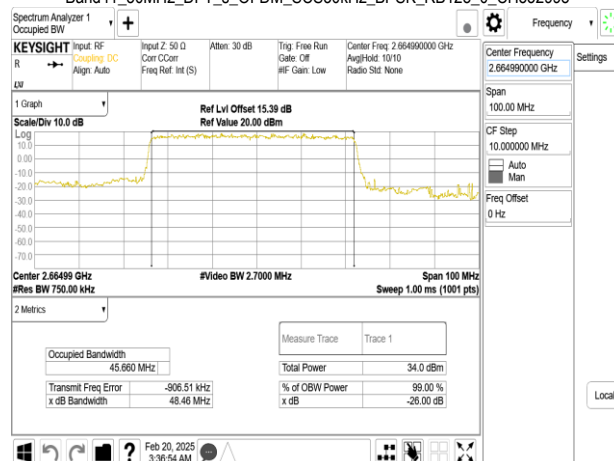 Spectrum Analyzer 1
Occupied BW
Frequency
KEYSIGHT
R
LXI
Input: RF
Coupling: DC
Align: Auto
Input Z: 50 Ω
Corr CCorr
Freq Ref: Int (S)
Atten: 30 dB
Trig: Free Run
Gate: Off
#IF Gain: Low
Center Freq: 2.664990000 GHz
Avg|Hold: 10/10
Radio Std: None
Center Frequency
2.664990000 GHz
Settings
Span
100.00 MHz
CF Step
10.000000 MHz
Auto
Man
Freq Offset
0 Hz
Local
1 Graph
Scale/Div 10.0 dB
Ref Lvl Offset 15.39 dB
Ref Value 20.00 dBm
Log
10.0
0.00
-10.0
-20.0
-30.0
-40.0
-50.0
-60.0
-70.0
Center 2.66499 GHz
#Video BW 2.7000 MHz
Span 100 MHz
#Res BW 750.00 kHz
Sweep 1.00 ms (1001 pts)
2 Metrics
Measure Trace
Trace 1
Occupied Bandwidth
45.660 MHz
Total Power
34.0 dBm
Transmit Freq Error
-906.51 kHz
% of OBW Power
99.00 %
x dB Bandwidth
48.46 MHz
x dB
-26.00 dB
Feb 20, 2025
3:36:54 AM